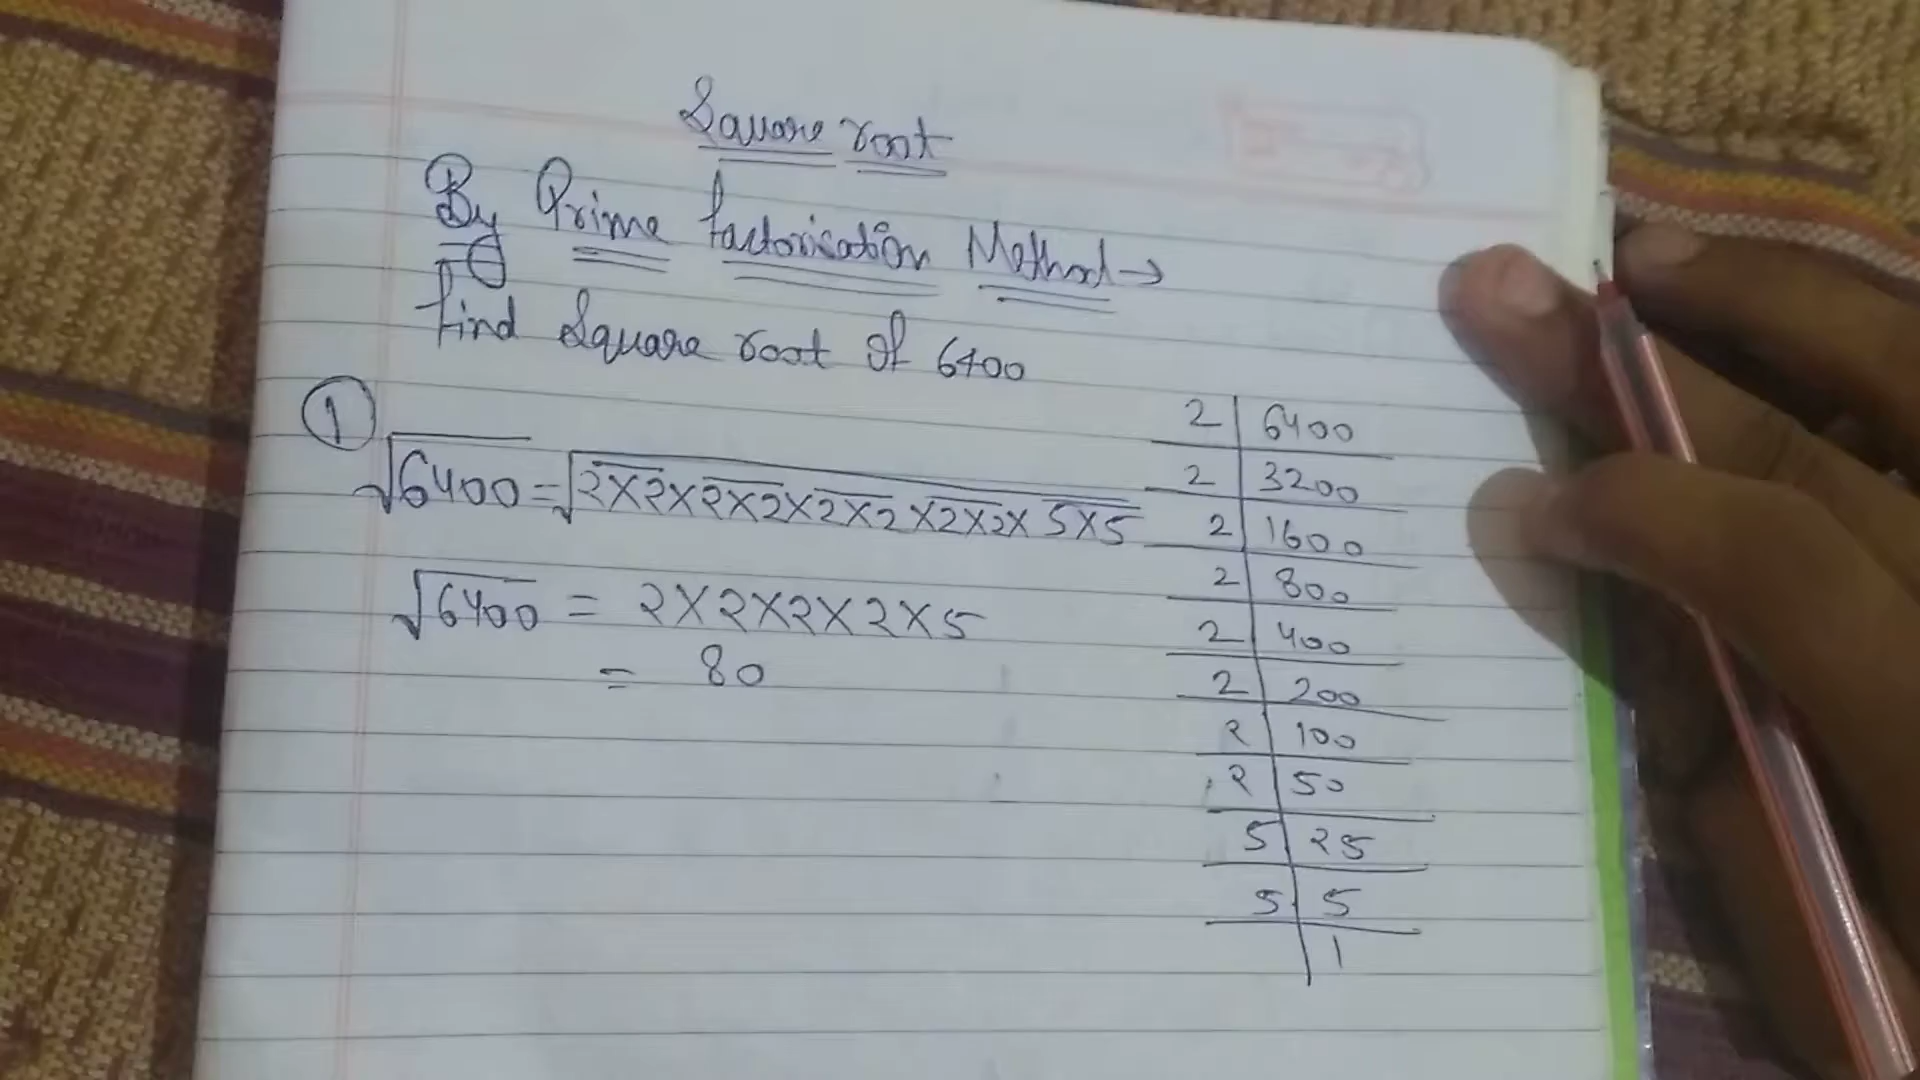 Square root
By Prime factorisation Method→
find Square root of 6400
1
√6400 = √2×2×2×2×2×2×2×2×5×5
√6400 = 2×2×2×2×5
= 80
2 | 6400
2 | 3200
2 | 1600
2 | 800
2 | 400
2 | 200
2 | 100
2 | 50
5 | 25
5 | 5
| 1